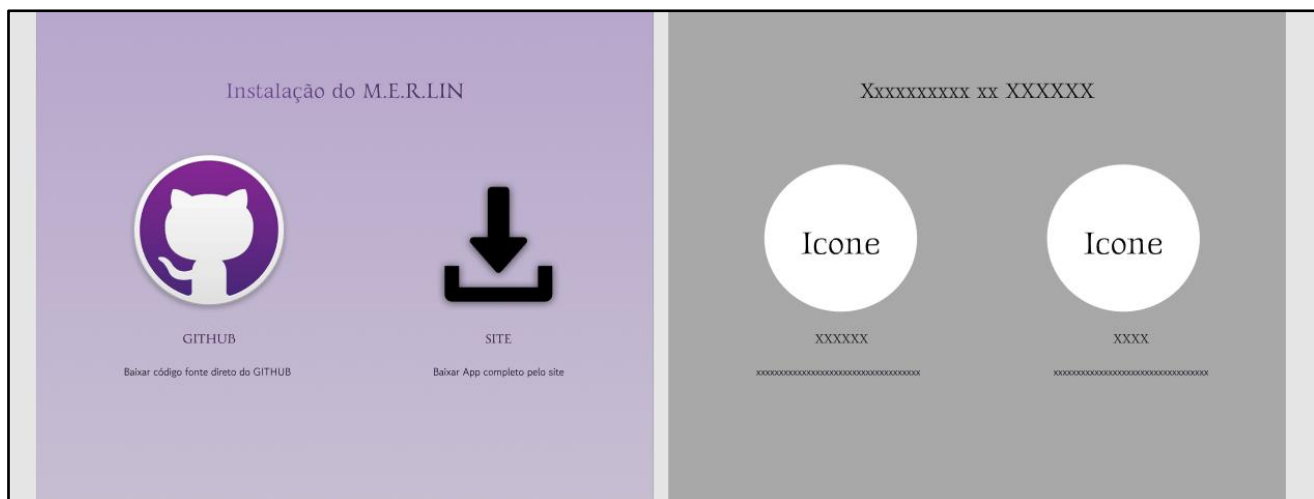 Instalação do M.E.R.LIN
GITHUB
Baixar código fonte direto do GITHUB
SITE
Baixar App completo pelo site
Xxxxxxxxxx xx XXXXXX
Icone
XXXXXX
Icone
XXXX